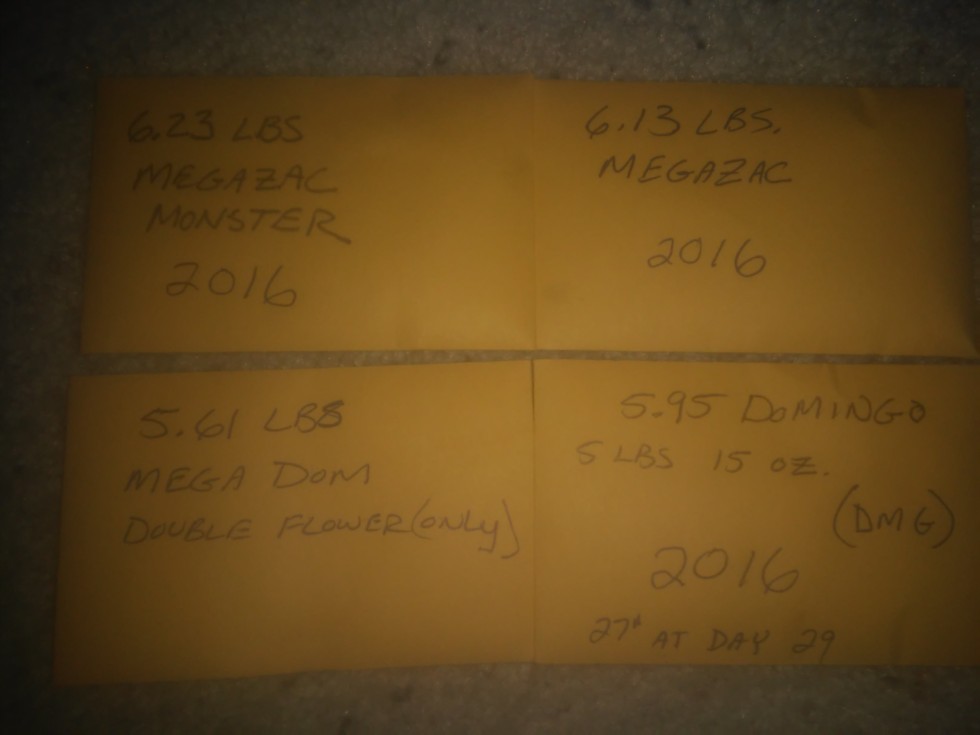 6.23 LBS
MEGAZAC
MONSTER
2016
6.13 LBS.
MEGAZAC
2016
5.61 LBS
MEGA DOM
DOUBLE FLOWER (ONLY)
5.95 DOMINGO
5 LBS 15 OZ.
(DMG)
2016
27" AT DAY 29